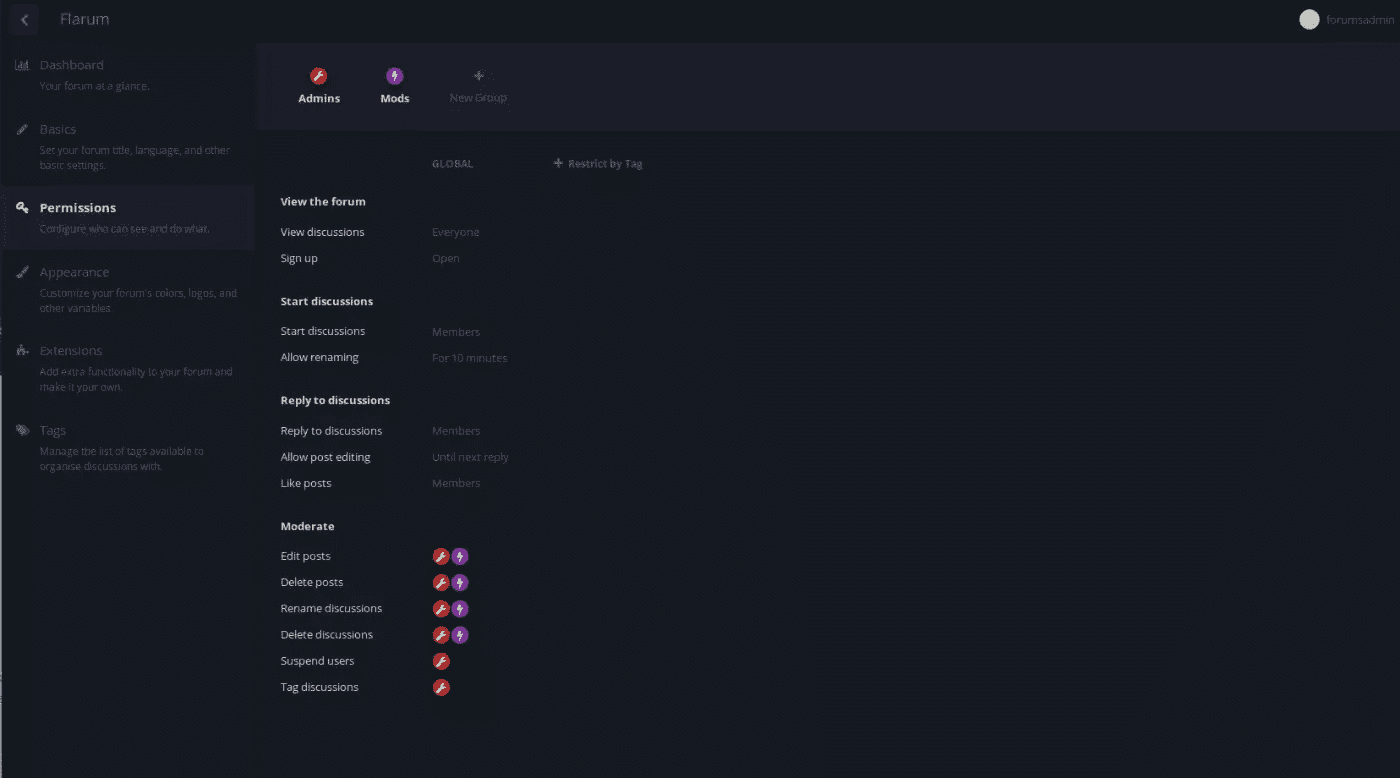 Flarum
forumsadmin
Dashboard
Your forum at a glance.
Basics
Set your forum title, language, and other
basic settings.
Permissions
Configure who can see and do what.
Appearance
Customize your forum's colors, logos, and
other variables.
Extensions
Add extra functionality to your forum and
make it your own.
Tags
Manage the list of tags available to
organise discussions with.
Admins
Mods
New Group
GLOBAL
Restrict by Tag
View the forum
View discussions Everyone
Sign up Open
Start discussions
Start discussions Members
Allow renaming For 10 minutes
Reply to discussions
Reply to discussions Members
Allow post editing Until next reply
Like posts Members
Moderate
Edit posts
Delete posts
Rename discussions
Delete discussions
Suspend users
Tag discussions